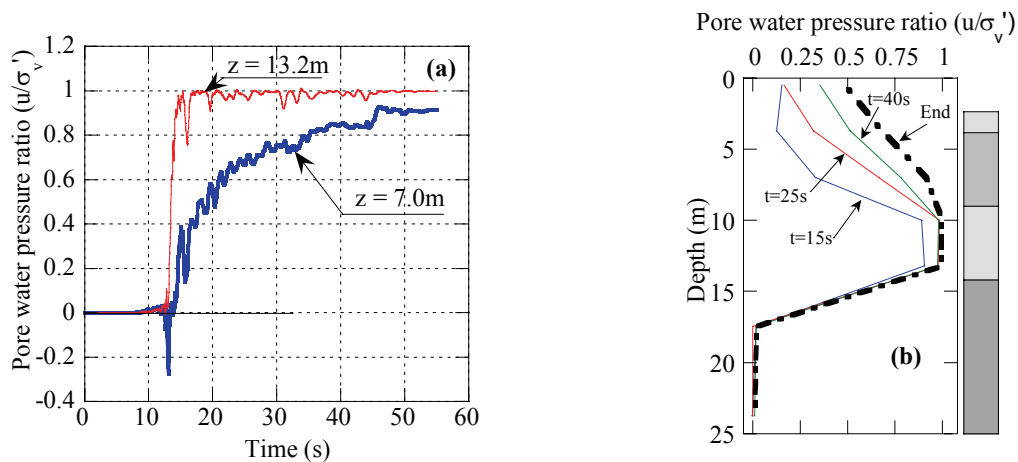 Pore water pressure ratio (u/σv')
1.2
1
0.8
0.6
0.4
0.2
0
-0.2
-0.4
0 10 20 30 40 50 60
Time (s)
(a)
z = 13.2m
z = 7.0m
Pore water pressure ratio (u/σv')
0 0.25 0.5 0.75 1
Depth (m)
0
5
10
15
20
25
t=40s
End
t=25s
t=15s
(b)